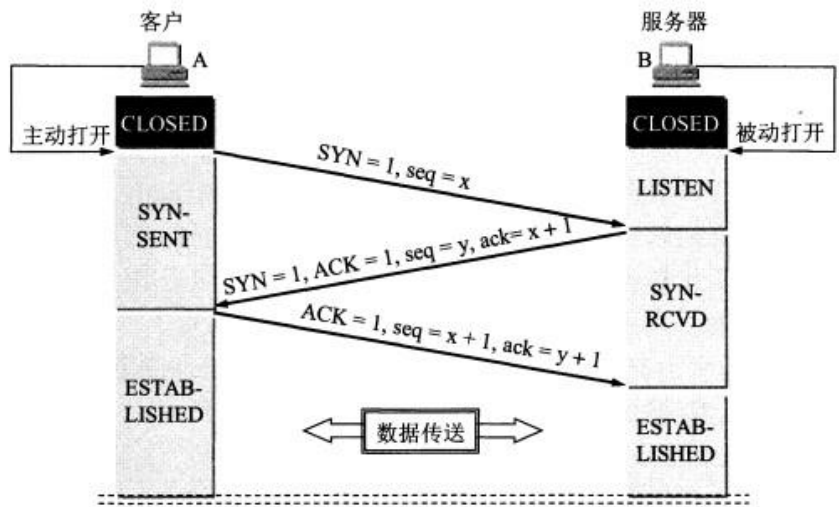 客户
服务器
A
B
CLOSED
CLOSED
主动打开
被动打开
SYN = 1, seq = x
LISTEN
SYN-
SENT
SYN = 1, ACK = 1, seq = y, ack= x + 1
SYN-
RCVD
ACK = 1, seq = x + 1, ack = y + 1
ESTAB-
LISHED
数据传送
ESTAB-
LISHED